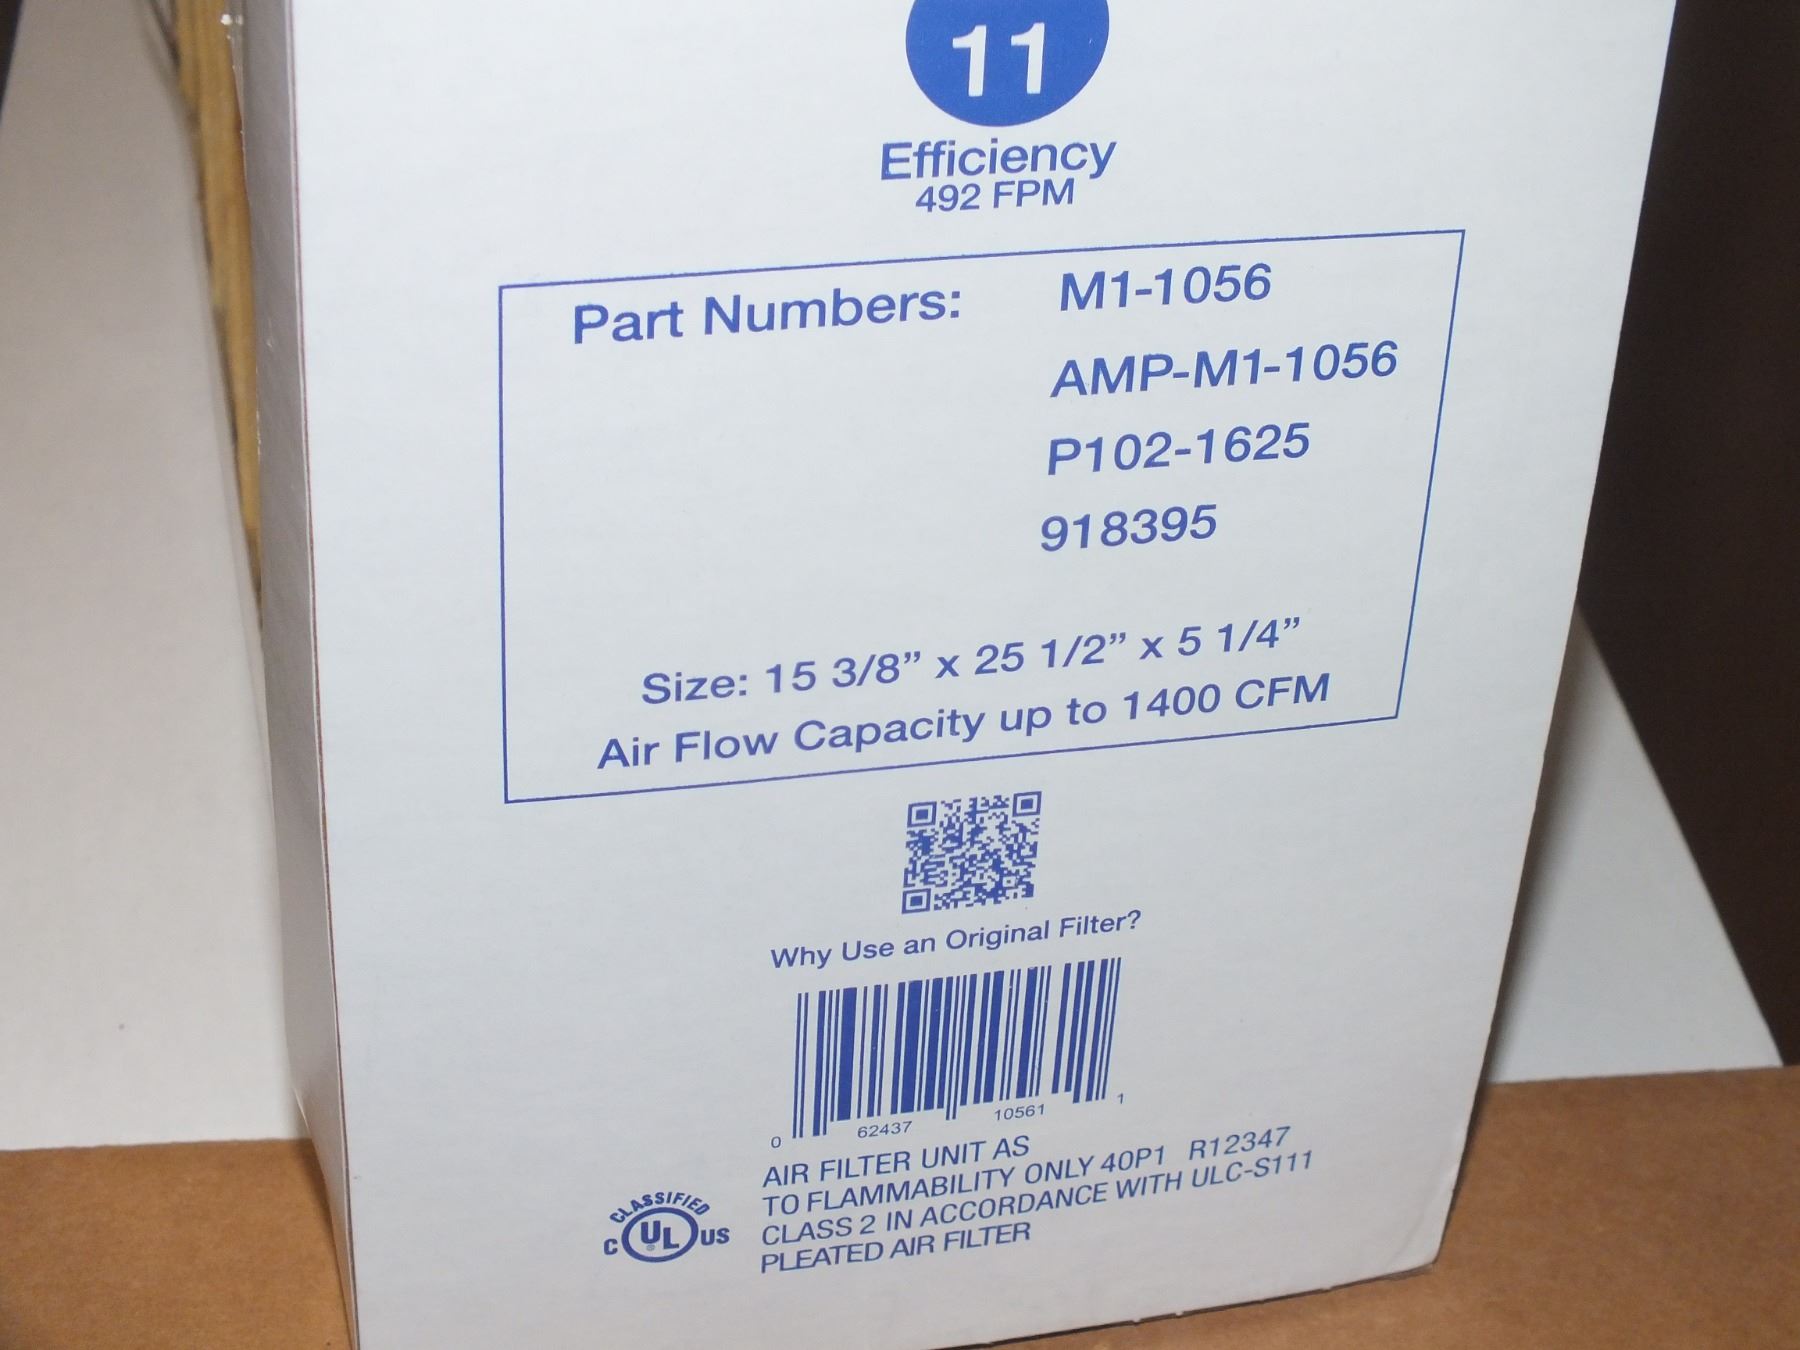 11
Efficiency
492 FPM
Part Numbers: M1-1056
AMP-M1-1056
P102-1625
918395
Size: 15 3/8” x 25 1/2” x 5 1/4”
Air Flow Capacity up to 1400 CFM
Why Use an Original Filter?
0 62437 10561 1
AIR FILTER UNIT AS
TO FLAMMABILITY ONLY 40P1 R12347
CLASS 2 IN ACCORDANCE WITH ULC-S111
PLEATED AIR FILTER
CLASSIFIED
C UL® US